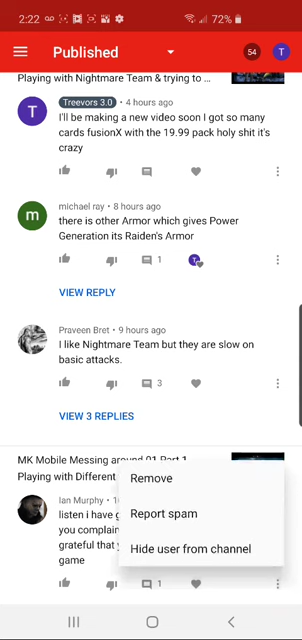 2:22 72%
Published 54 T
Playing with Nightmare Team & trying to ...
T
Treevors 3.0 • 4 hours ago
I'll be making a new video soon I got so many
cards fusionX with the 19.99 pack holy shit it's
crazy
m
michael ray • 8 hours ago
there is other Armor which gives Power
Generation its Raiden's Armor
1
VIEW REPLY
Praveen Bret • 9 hours ago
I like Nightmare Team but they are slow on
basic attacks.
3
VIEW 3 REPLIES
MK Mobile Messing around 01 Part 1
Playing with Different
Ian Murphy •
listen i have
you complain
grateful that
game
1
Remove
Report spam
Hide user from channel